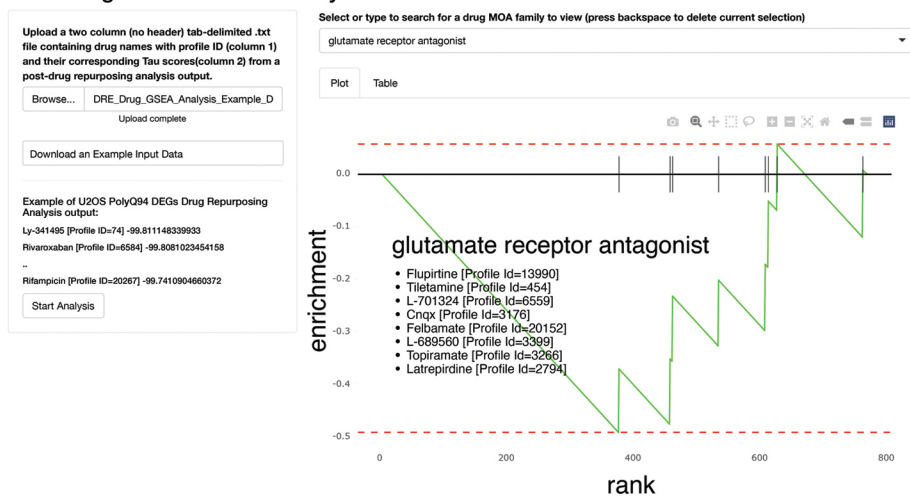 Upload a two column (no header) tab-delimited .txt
file containing drug names with profile ID (column 1)
and their corresponding Tau scores(column 2) from a
post-drug repurposing analysis output.
Browse... DRE_Drug_GSEA_Analysis_Example_D
Upload complete
Download an Example Input Data
Example of U2OS PolyQ94 DEGs Drug Repurposing
Analysis output:
Ly-341495 [Profile ID=74] -99.811148339933
Rivaroxaban [Profile ID=6584] -99.8081023454158
..
Rifampicin [Profile ID=20267] -99.7410904660372
Start Analysis
Select or type to search for a drug MOA family to view (press backspace to delete current selection)
glutamate receptor antagonist
Plot Table
0.0
-0.1
-0.2
-0.3
-0.4
-0.5
enrichment
glutamate receptor antagonist
• Flupirtine [Profile Id=13990]
• Tiletamine [Profile Id=454]
• L-701324 [Profile Id=6559]
• Cnqx [Profile Id=3176]
• Felbamate [Profile Id=20152]
• L-689560 [Profile Id=3399]
• Topiramate [Profile Id=3266]
• Latrepirdine [Profile Id=2794]
0 200 400 600 800
rank